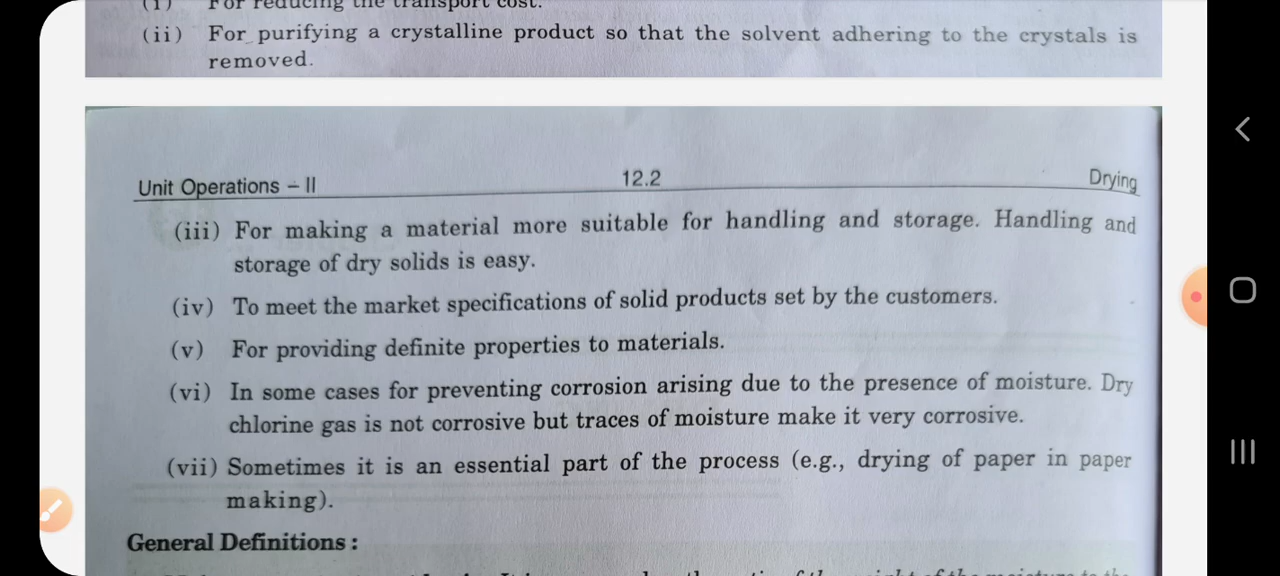 (i) For reducing the transport cost.
(ii) For purifying a crystalline product so that the solvent adhering to the crystals is
removed.
Unit Operations – II 12.2 Drying
(iii) For making a material more suitable for handling and storage. Handling and
storage of dry solids is easy.
(iv) To meet the market specifications of solid products set by the customers.
(v) For providing definite properties to materials.
(vi) In some cases for preventing corrosion arising due to the presence of moisture. Dry
chlorine gas is not corrosive but traces of moisture make it very corrosive.
(vii) Sometimes it is an essential part of the process (e.g., drying of paper in paper
making).
General Definitions :